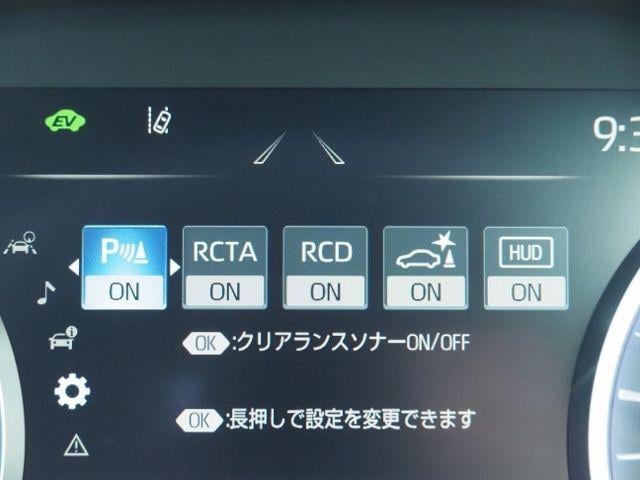 EV
9:3
P RCTA RCD HUD
ON ON ON ON ON
OK:クリアランスソナーON/OFF
OK:長押しで設定を変更できます